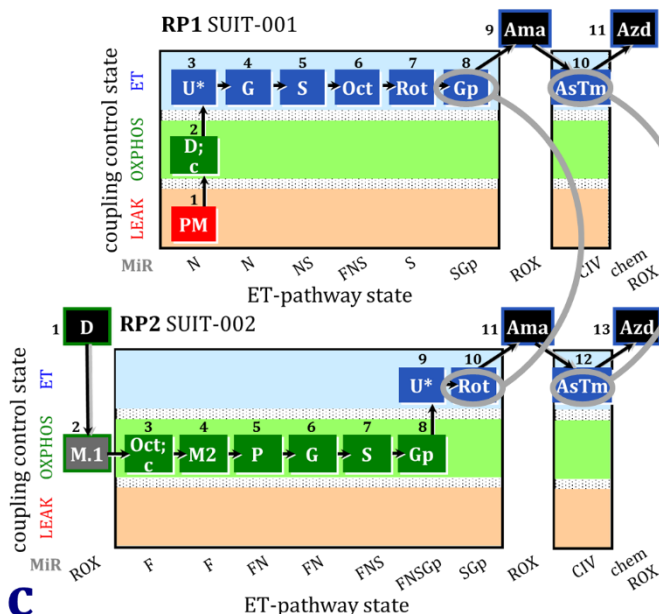 RP1 SUIT-001
9 Ama 11 Azd
coupling control state
ET
OXPHOS
LEAK
3 4 5 6 7 8 10
U* G S Oct Rot Gp AsTm
2
D;
c
1
PM
MiR N N NS FNS S SGp ROX CIV chem
ROX
ET-pathway state
RP2 SUIT-002
1 D 11 Ama 13 Azd
coupling control state
ET
OXPHOS
LEAK
9 10 12
U* Rot AsTm
2 3 4 5 6 7 8
M.1 Oct; c M2 P G S Gp
MiR ROX F F FN FN FNS FNSGp SGp ROX CIV chem
ROX
ET-pathway state
C